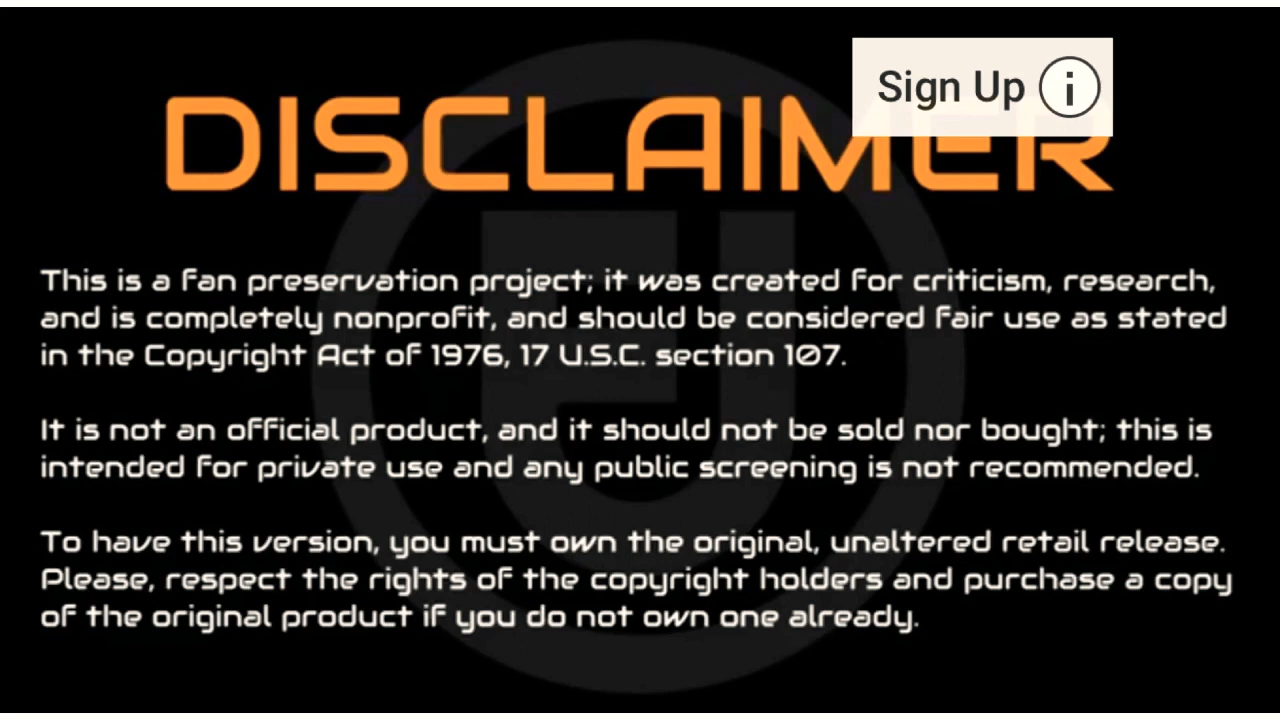 Sign Up i
DISCLAIMER
This is a fan preservation project; it was created for criticism, research,
and is completely nonprofit, and should be considered fair use as stated
in the Copyright Act of 1976, 17 U.S.C. section 107.
It is not an official product, and it should not be sold nor bought; this is
intended for private use and any public screening is not recommended.
To have this version, you must own the original, unaltered retail release.
Please, respect the rights of the copyright holders and purchase a copy
of the original product if you do not own one already.